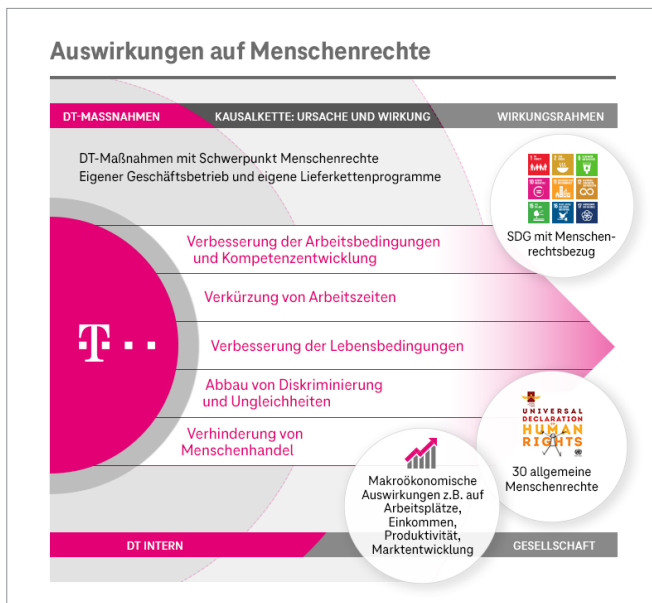 Auswirkungen auf Menschenrechte
DT-MASSNAHMEN
KAUSALKETTE: URSACHE UND WIRKUNG
WIRKUNGSRAHMEN
DT-Maßnahmen mit Schwerpunkt Menschenrechte
Eigener Geschäftsbetrieb und eigene Lieferkettenprogramme
SDG mit Menschen-
rechtsbezug
Verbesserung der Arbeitsbedingungen
und Kompetenzentwicklung
Verkürzung von Arbeitszeiten
T
Verbesserung der Lebensbedingungen
Abbau von Diskriminierung
und Ungleichheiten
Verhinderung von
Menschenhandel
UNIVERSAL
DECLARATION
HUMAN
RIGHTS
30 allgemeine
Menschenrechte
Makroökonomische
Auswirkungen z.B. auf
Arbeitsplätze,
Einkommen,
Produktivität,
Marktentwicklung
DT INTERN
GESELLSCHAFT